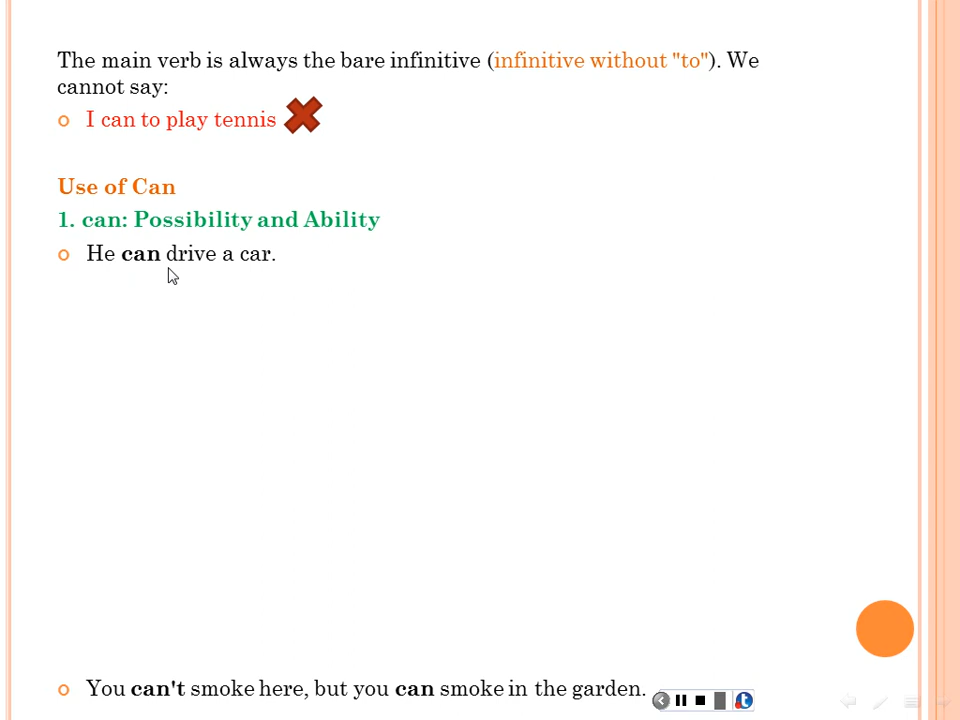 The main verb is always the bare infinitive (infinitive without "to"). We
cannot say:
I can to play tennis
Use of Can
1. can: Possibility and Ability
He can drive a car.
You can't smoke here, but you can smoke in the garden.